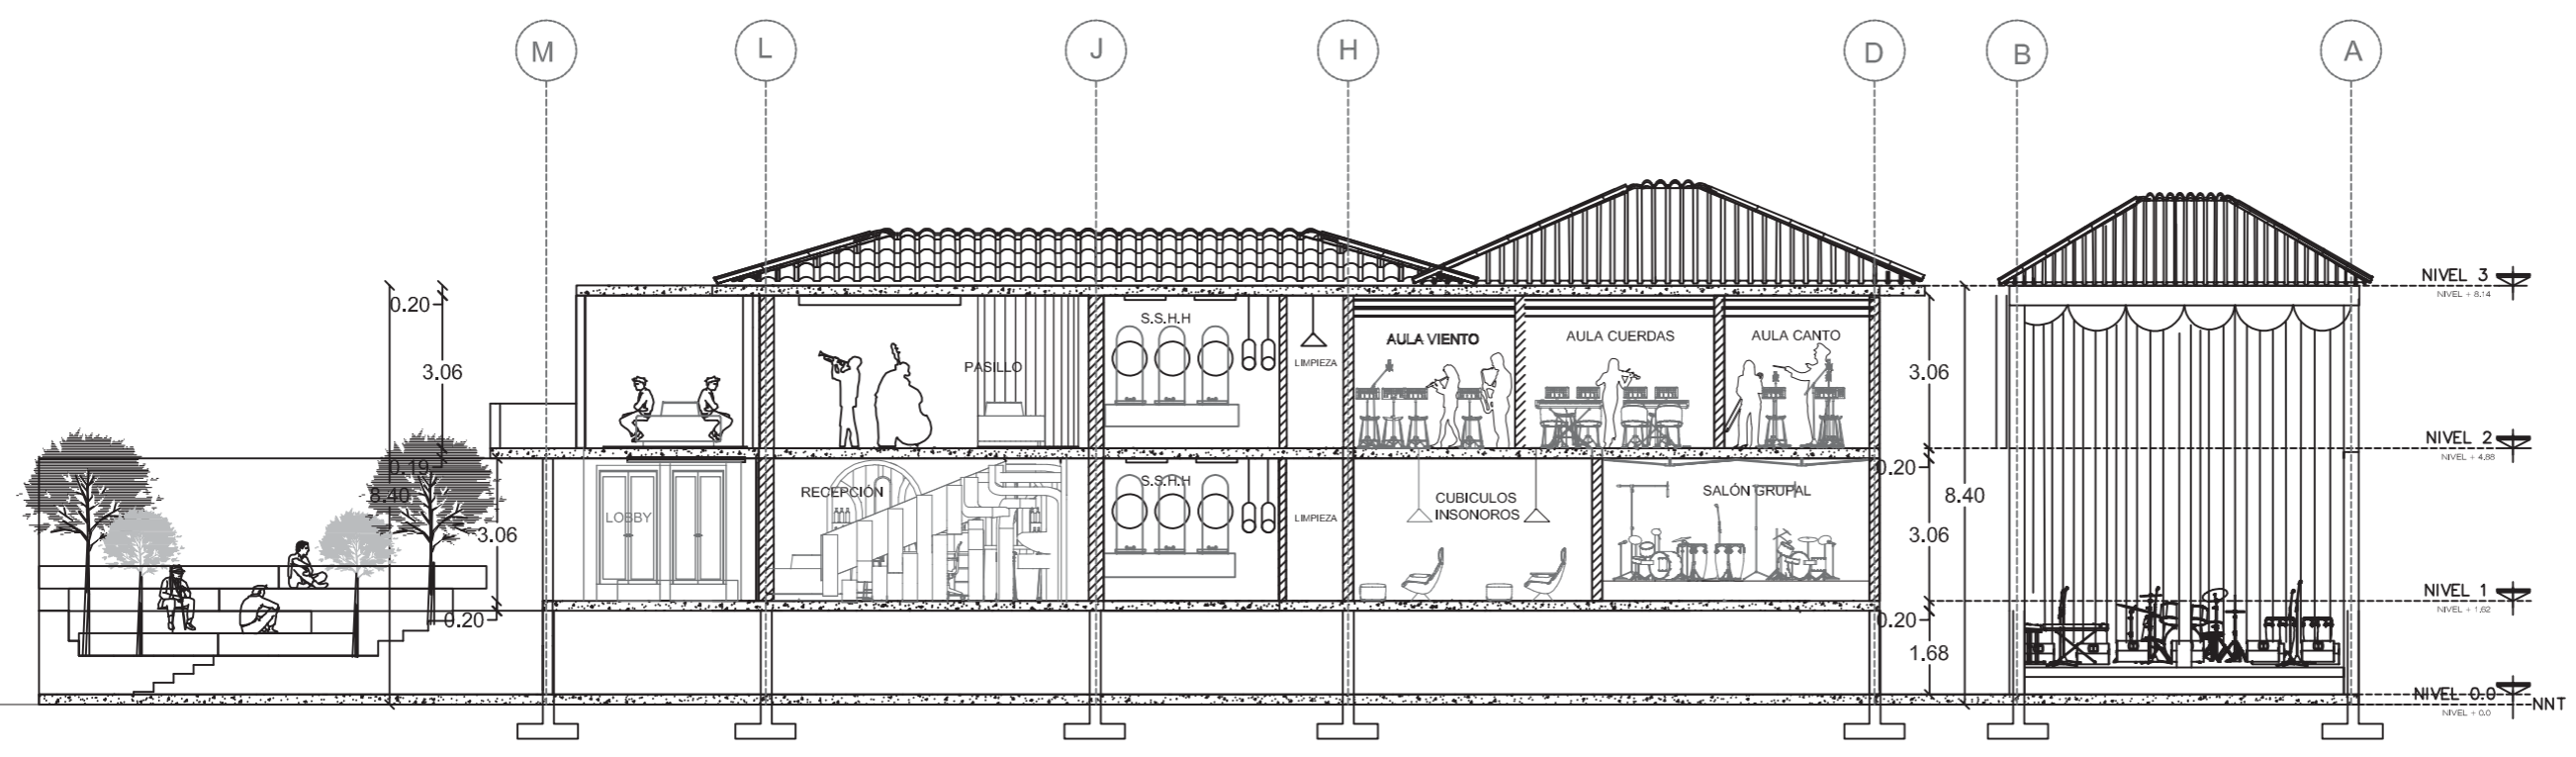 M
L
J
H
D
B
A
NIVEL 3
NIVEL + 8.14
0.20
3.06
S.S.H.H
LIMPIEZA
PASILLO
AULA VIENTO
AULA CUERDAS
AULA CANTO
3.06
NIVEL 2
NIVEL + 4.88
0.19
8.40
3.06
0.20
LOBBY
RECEPCIÓN
S.S.H.H
LIMPIEZA
CUBICULOS
INSONOROS
SALÓN GRUPAL
0.20
8.40
3.06
NIVEL 1
NIVEL + 1.62
0.20
1.68
NIVEL 0.0
NIVEL + 0.0
NNT